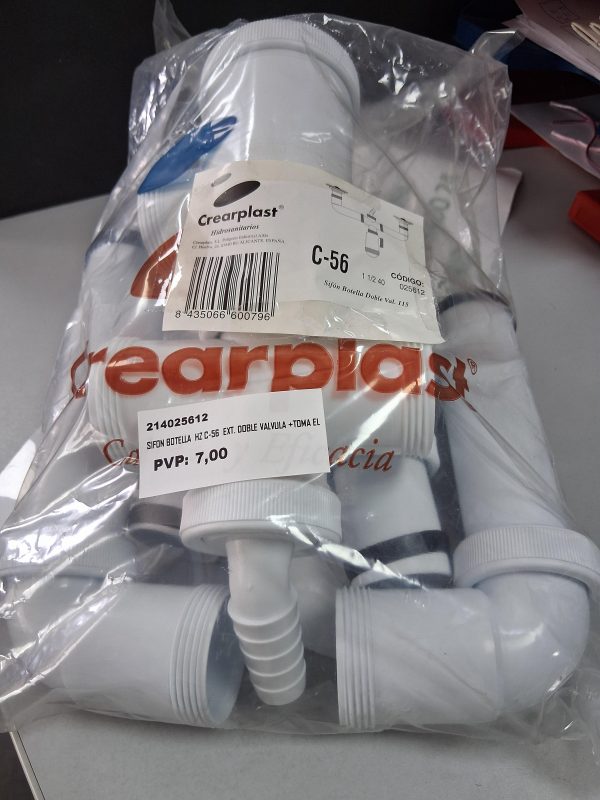 Crearplast®
Hidrosanitarios
C-56
1 1/2 40
CÓDIGO:
025612
Sifón Botella Doble Val. 115
8 435066 600796
Crearplast®
Eficacia
214025612
SIFON BOTELLA HZ C-56 EXT. DOBLE VALVULA +TOMA EL
PVP: 7,00